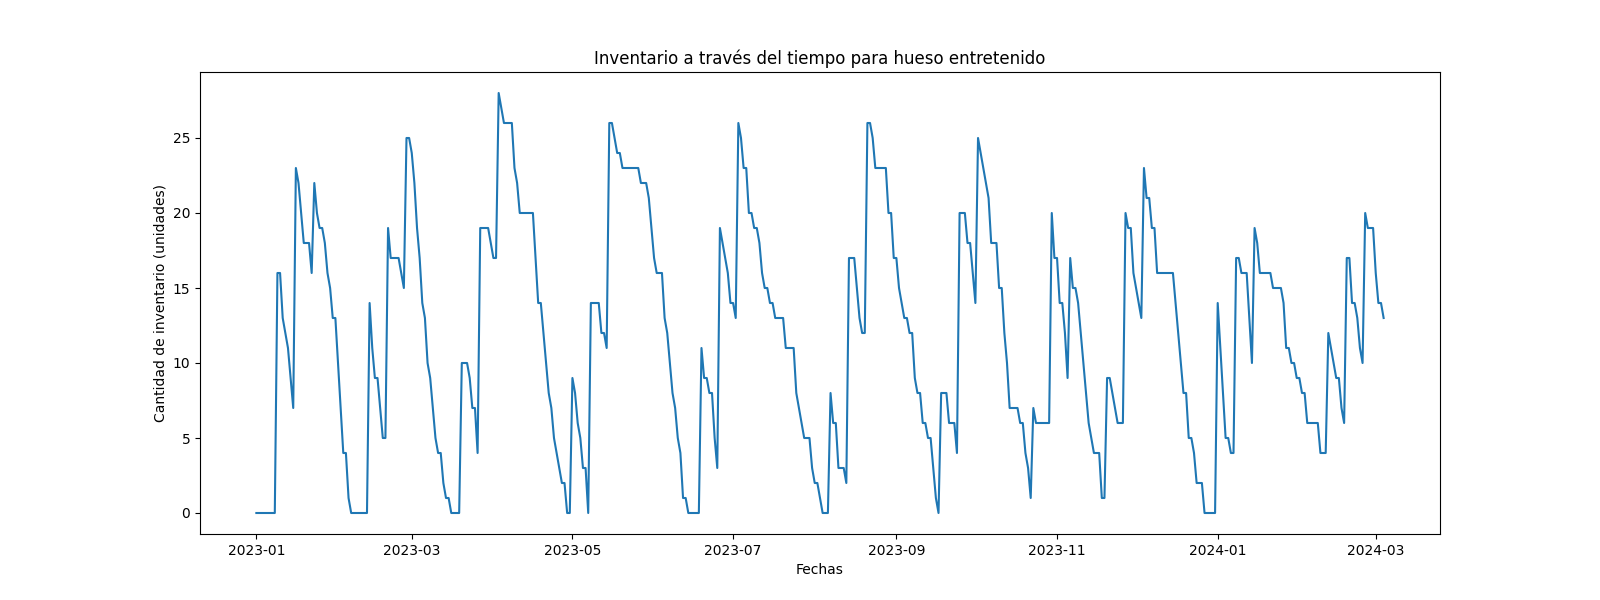 Inventario a través del tiempo para hueso entretenido
Cantidad de inventario (unidades)
25
20
15
10
5
0
2023-01 2023-03 2023-05 2023-07 2023-09 2023-11 2024-01 2024-03
Fechas